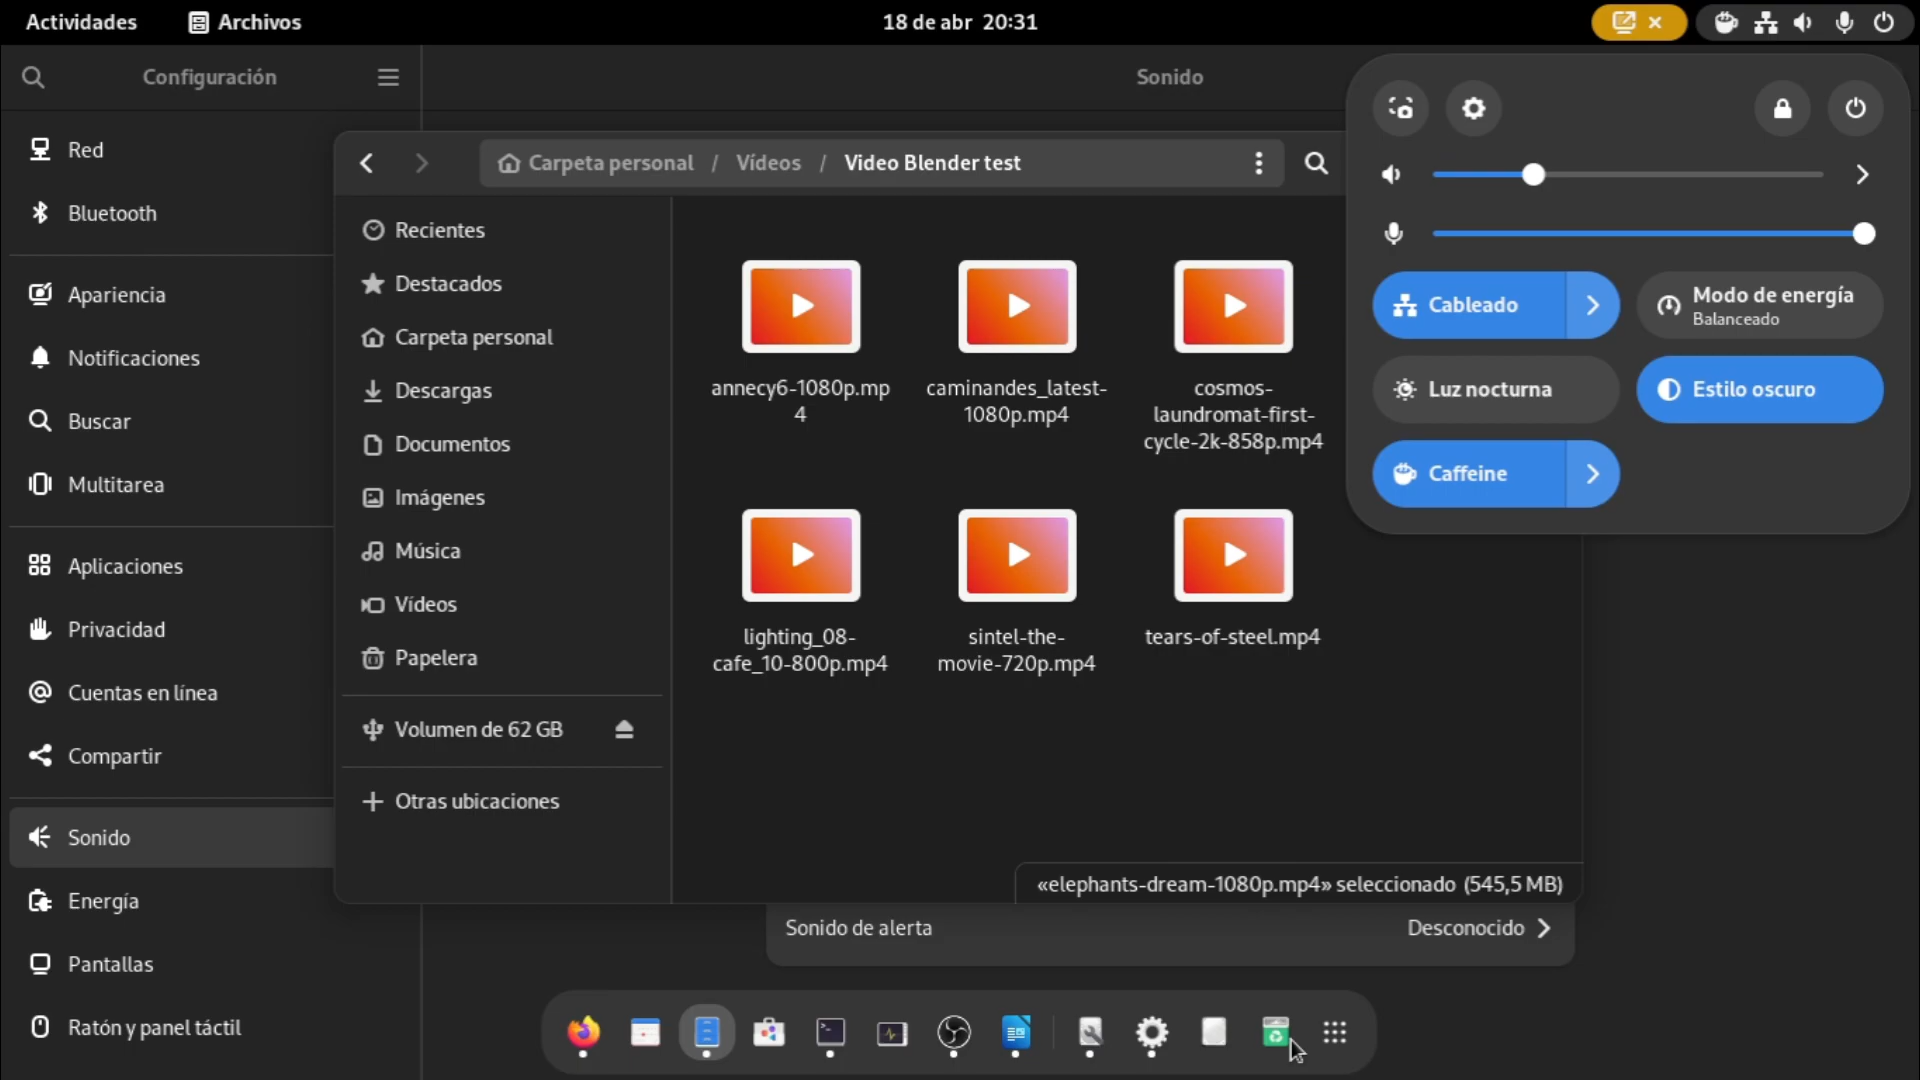 Actividades
Archivos
18 de abr 20:31
Configuración
Sonido
Red
Bluetooth
Apariencia
Notificaciones
Buscar
Multitarea
Aplicaciones
Privacidad
Cuentas en línea
Compartir
Sonido
Energía
Pantallas
Ratón y panel táctil
Carpeta personal / Vídeos / Video Blender test
Recientes
Destacados
Carpeta personal
Descargas
Documentos
Imágenes
Música
Vídeos
Papelera
Volumen de 62 GB
Otras ubicaciones
annecy6-1080p.mp
4
caminandes_latest-
1080p.mp4
cosmos-
laundromat-first-
cycle-2k-858p.mp4
lighting_08-
cafe_10-800p.mp4
sintel-the-
movie-720p.mp4
tears-of-steel.mp4
«elephants-dream-1080p.mp4» seleccionado (545,5 MB)
Cableado
Modo de energía
Balanceado
Luz nocturna
Estilo oscuro
Caffeine
Sonido de alerta
Desconocido